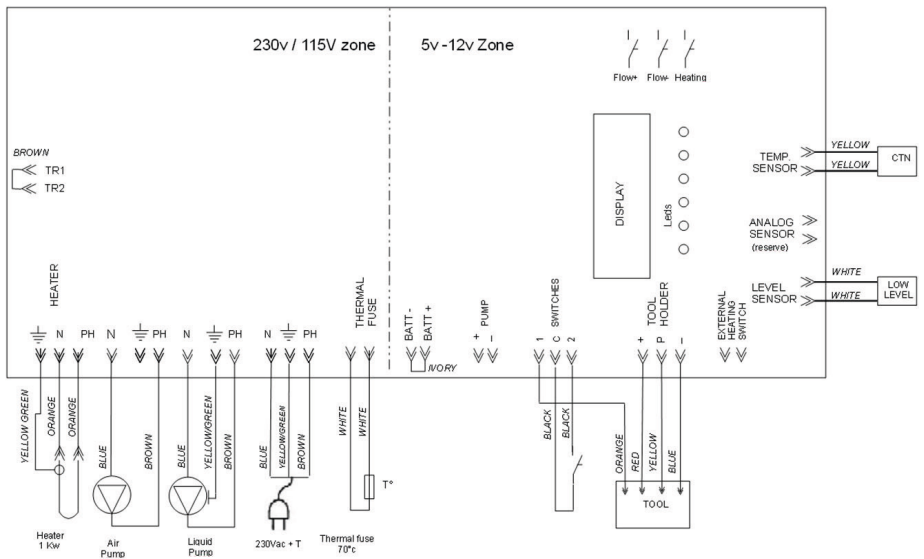 230v / 115V zone
5v -12v Zone
Flow+
Flow-
Heating
BROWN
TR1
TR2
DISPLAY
Leds
TEMP.
SENSOR
YELLOW
YELLOW
CTN
ANALOG
SENSOR
(reserve)
LEVEL
SENSOR
WHITE
WHITE
LOW
LEVEL
HEATER
THERMAL
FUSE
BATT -
BATT +
IVORY
+ PUMP
-
SWITCHES
1 C 2
TOOL
HOLDER
+ P -
EXTERNAL
HEATING
SWITCH
N PH N PH N PH N PH
YELLOW GREEN
ORANGE
ORANGE
BLUE
BROWN
BLUE
YELLOW/GREEN
BROWN
BLUE
YELLOW/GREEN
BROWN
WHITE
WHITE
T°
BLACK
BLACK
ORANGE
RED
YELLOW
BLUE
TOOL
Heater
1 Kw
Air
Pump
Liquid
Pump
230Vac + T
Thermal fuse
70°c